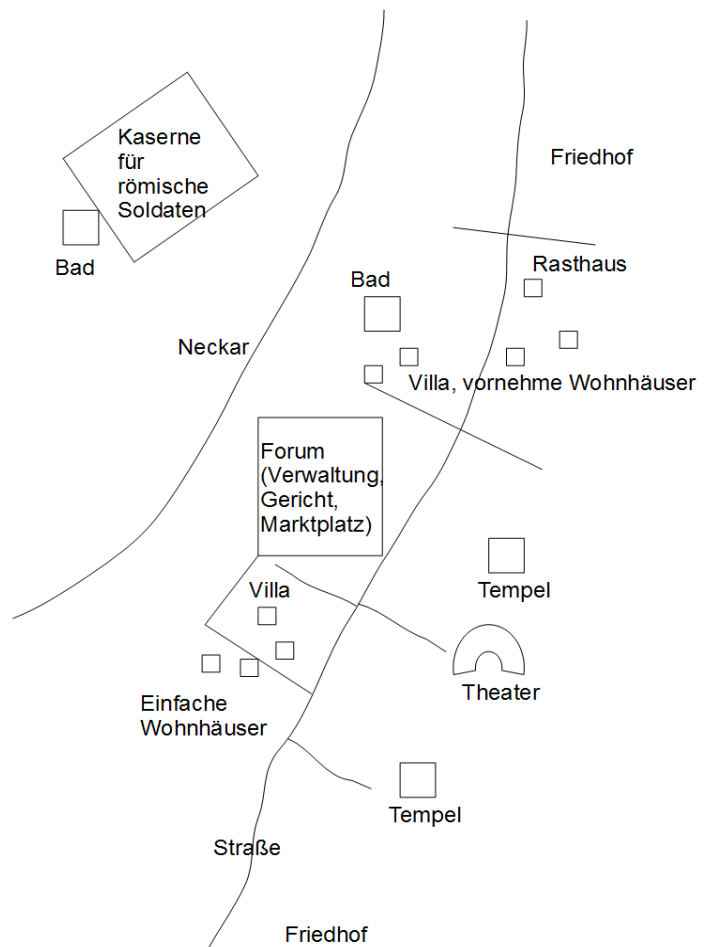 Kaserne
für
römische
Soldaten
Friedhof
Bad
Rasthaus
Bad
Neckar
Villa, vornehme Wohnhäuser
Forum
(Verwaltung,
Gericht,
Marktplatz)
Villa
Tempel
Theater
Einfache
Wohnhäuser
Tempel
Straße
Friedhof